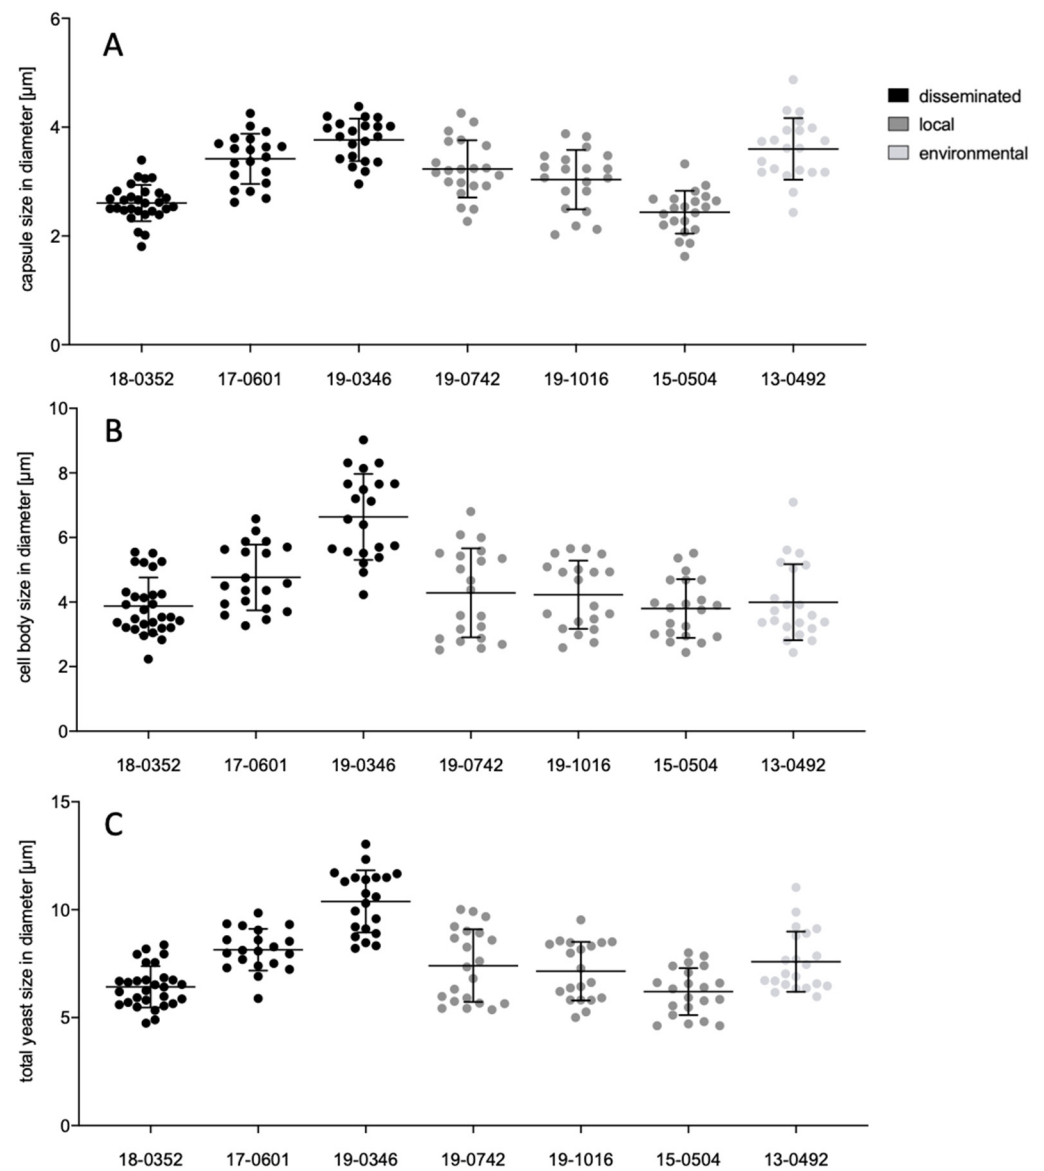 A
capsule size in diameter [µm]
6
4
2
0
18-0352 17-0601 19-0346 19-0742 19-1016 15-0504 13-0492
disseminated
local
environmental
B
cell body size in diameter [µm]
10
8
6
4
2
0
18-0352 17-0601 19-0346 19-0742 19-1016 15-0504 13-0492
C
total yeast size in diameter [µm]
15
10
5
0
18-0352 17-0601 19-0346 19-0742 19-1016 15-0504 13-0492